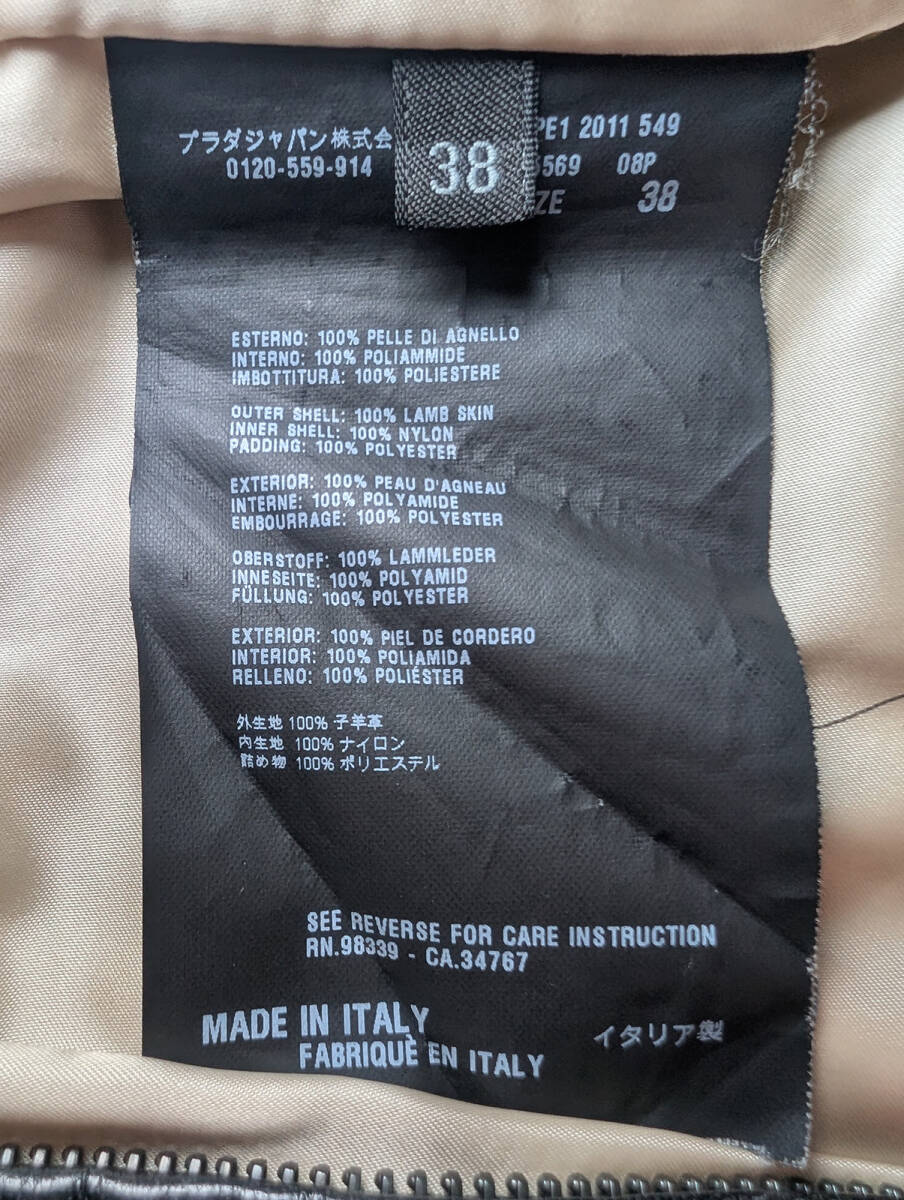 プラダジャパン株式会
0120-559-914
38
PE1 2011 549
5569 08P
ZE 38
ESTERNO: 100% PELLE DI AGNELLO
INTERNO: 100% POLIAMMIDE
IMBOTTITURA: 100% POLIESTERE
OUTER SHELL: 100% LAMB SKIN
INNER SHELL: 100% NYLON
PADDING: 100% POLYESTER
EXTERIOR: 100% PEAU D'AGNEAU
INTERNE: 100% POLYAMIDE
EMBOURRAGE: 100% POLYESTER
OBERSTOFF: 100% LAMMLEDER
INNESEITE: 100% POLYAMID
FÜLLUNG: 100% POLYESTER
EXTERIOR: 100% PIEL DE CORDERO
INTERIOR: 100% POLIAMIDA
RELLENO: 100% POLIÉSTER
外生地 100% 子羊革
内生地 100% ナイロン
詰め物 100% ポリエステル
SEE REVERSE FOR CARE INSTRUCTION
RN.98339 - CA.34767
MADE IN ITALY
FABRIQUÈ EN ITALY
イタリア製